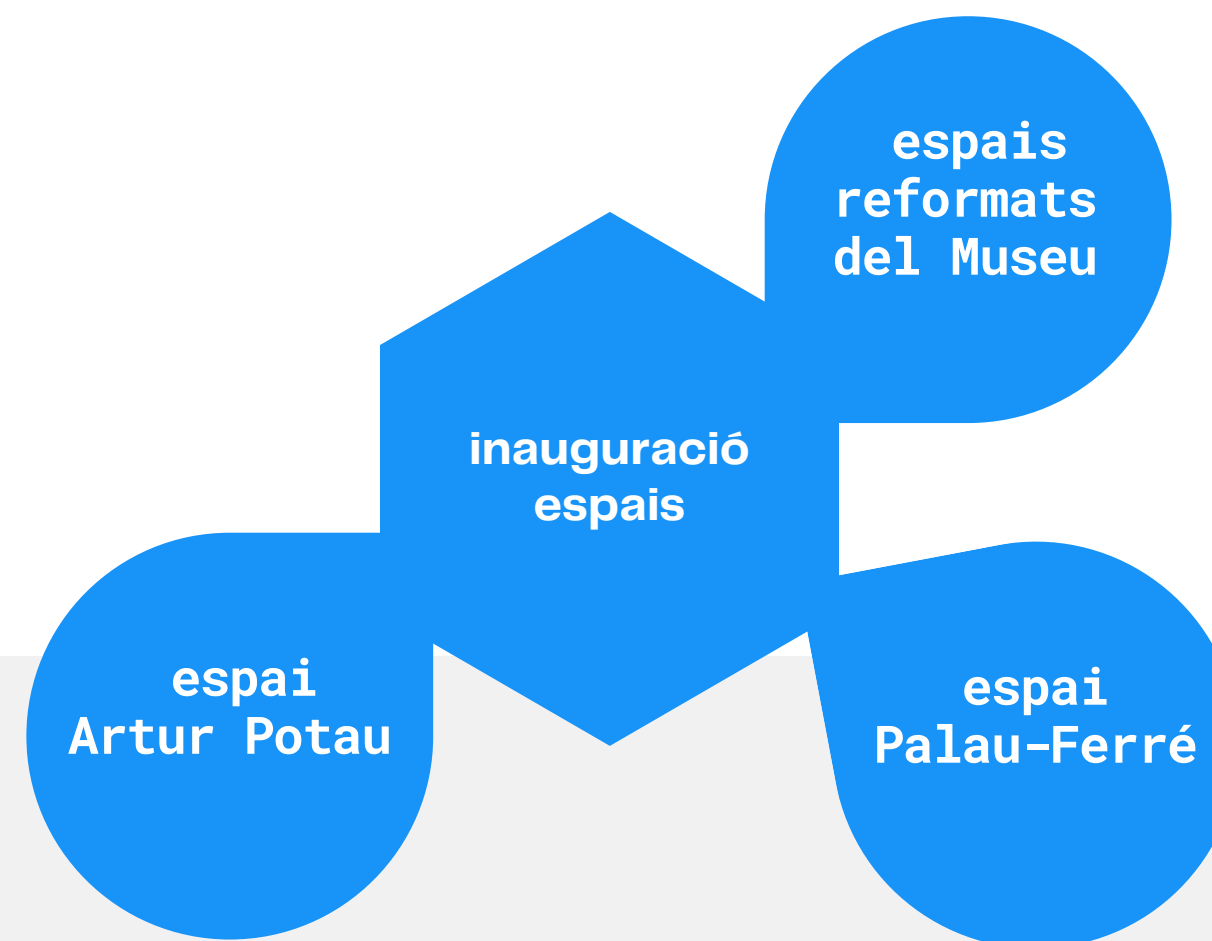 espais
reformats
del Museu
inauguració
espais
espai
Artur Potau
espai
Palau-Ferré